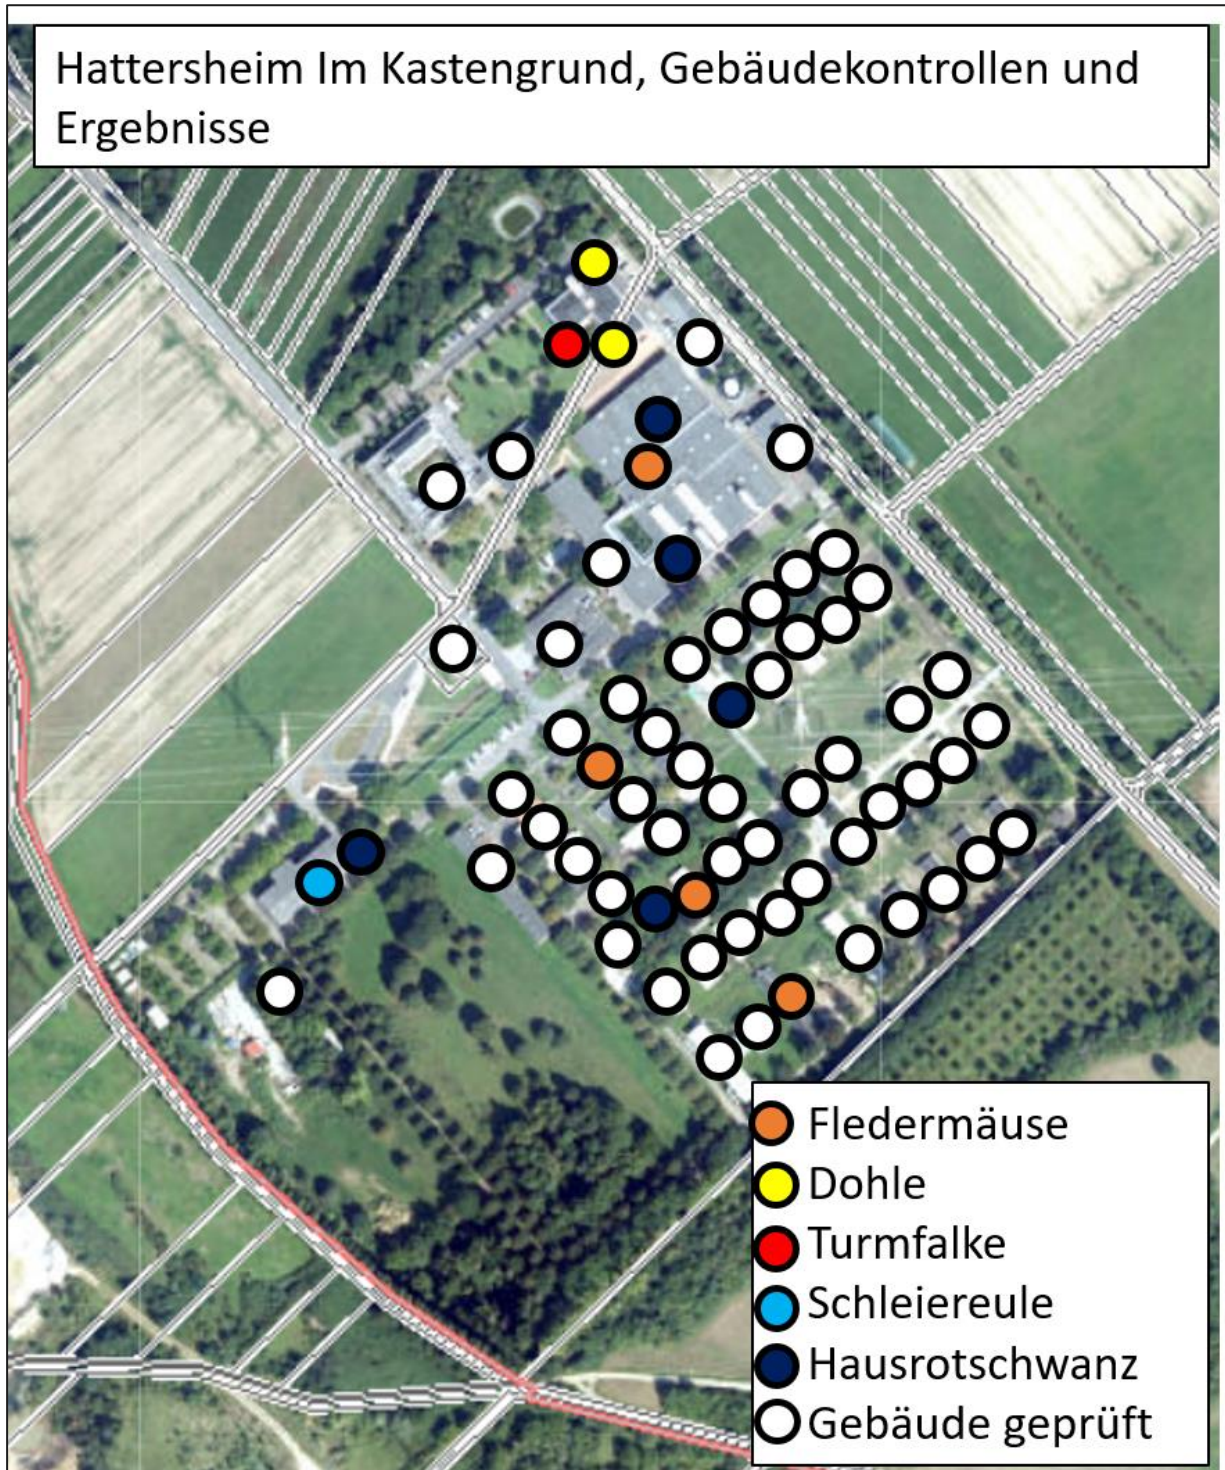 Hattersheim Im Kastengrund, Gebäudekontrollen und
Ergebnisse
Fledermäuse
Dohle
Turmfalke
Schleiereule
Hausrotschwanz
Gebäude geprüft